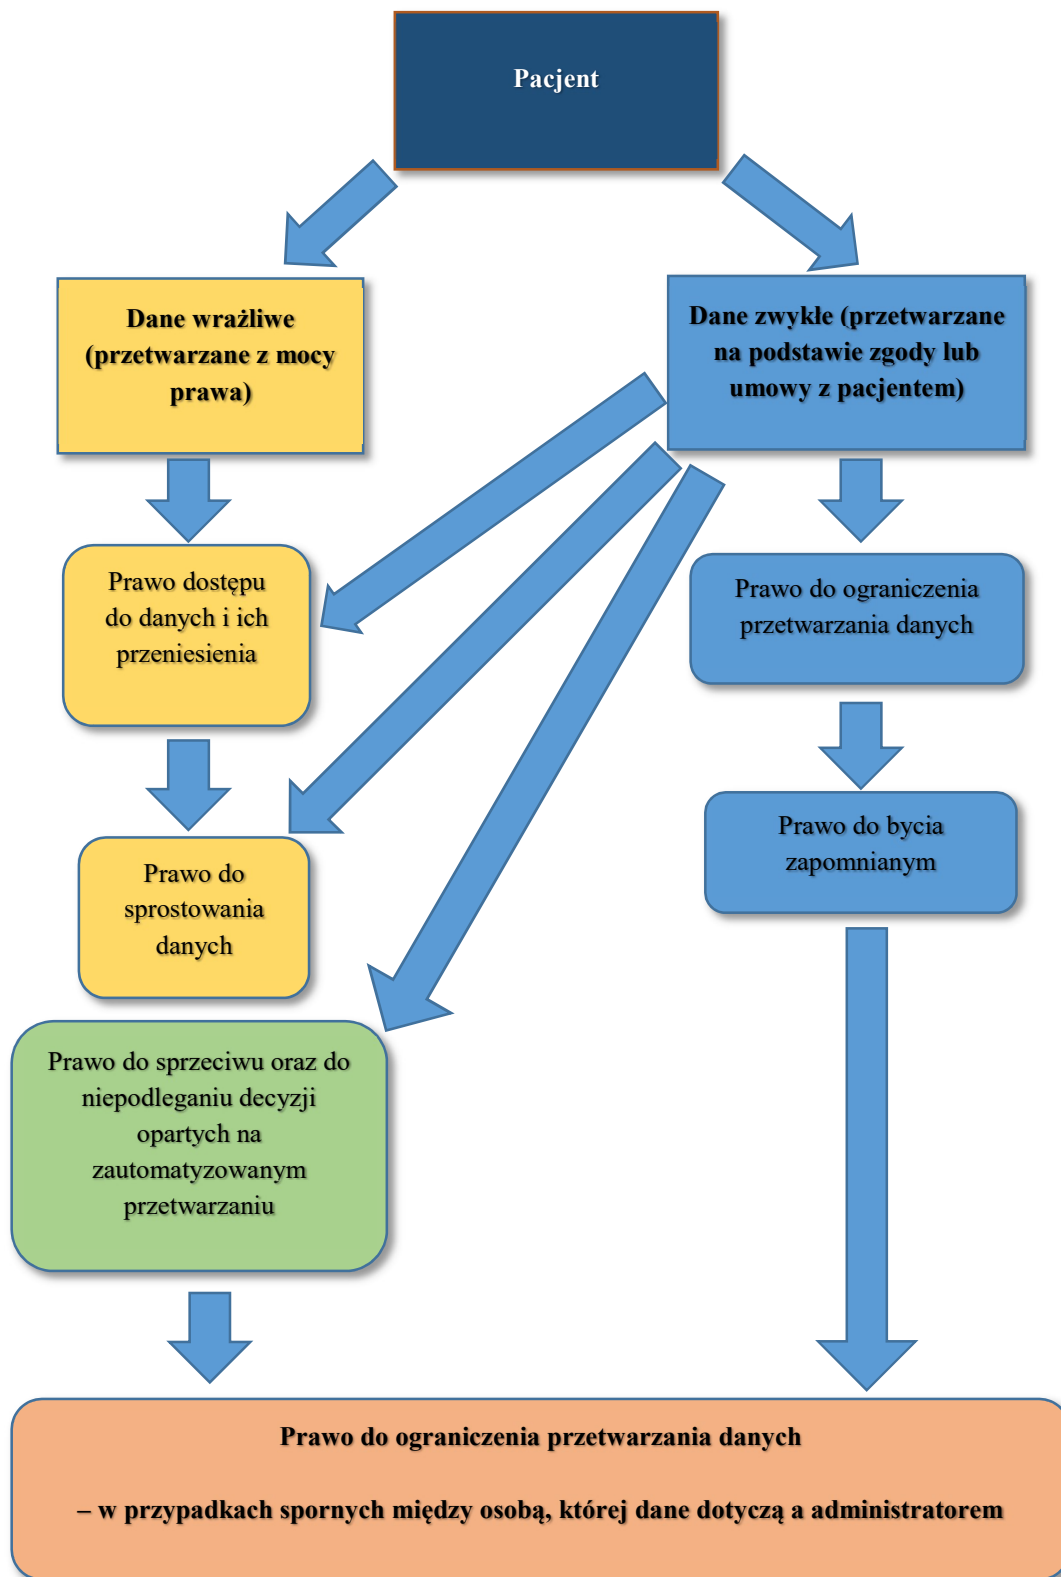 Pacjent
Dane wrażliwe
(przetwarzane z mocy
prawa)
Dane zwykłe (przetwarzane
na podstawie zgody lub
umowy z pacjentem)
Prawo dostępu
do danych i ich
przeniesienia
Prawo do ograniczenia
przetwarzania danych
Prawo do
sprostowania
danych
Prawo do bycia
zapomnianym
Prawo do sprzeciwu oraz do
niepodleganiu decyzji
opartych na
zautomatyzowanym
przetwarzaniu
Prawo do ograniczenia przetwarzania danych
– w przypadkach spornych między osobą, której dane dotyczą a administratorem